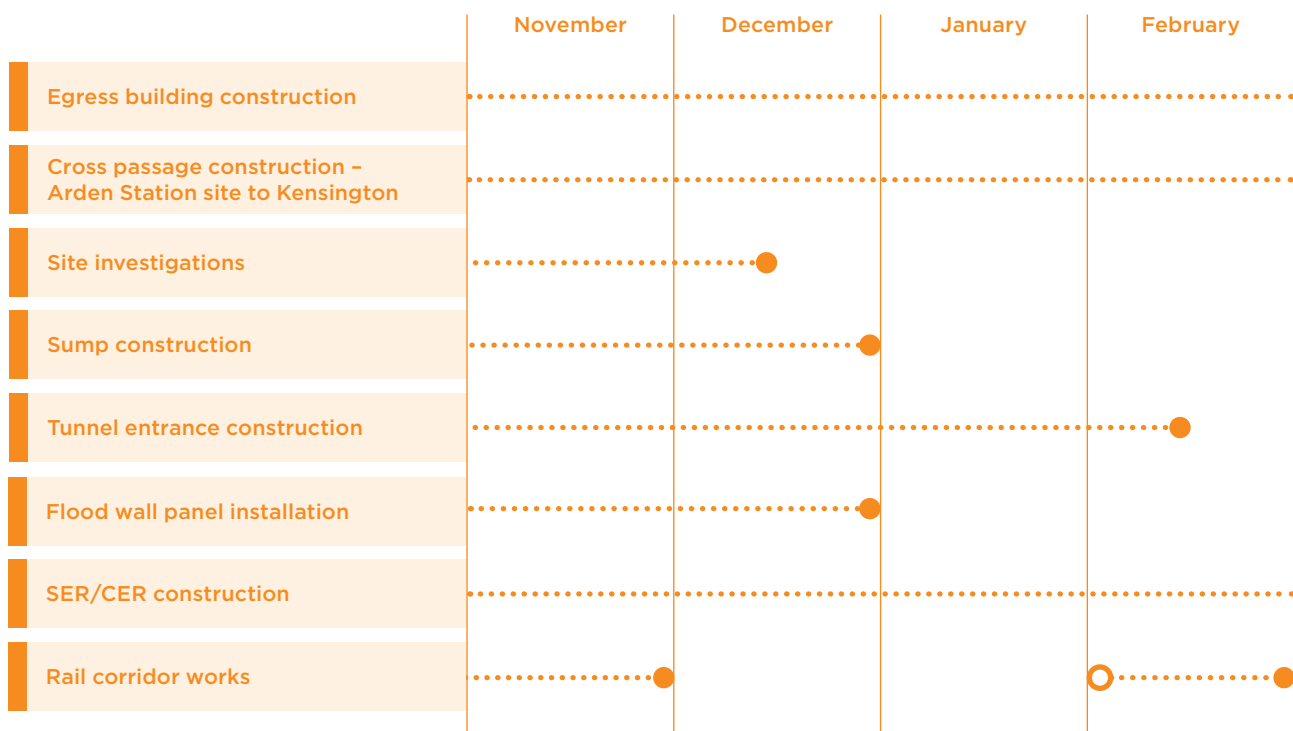 November December January February
Egress building construction
Cross passage construction –
Arden Station site to Kensington
Site investigations
Sump construction
Tunnel entrance construction
Flood wall panel installation
SER/CER construction
Rail corridor works